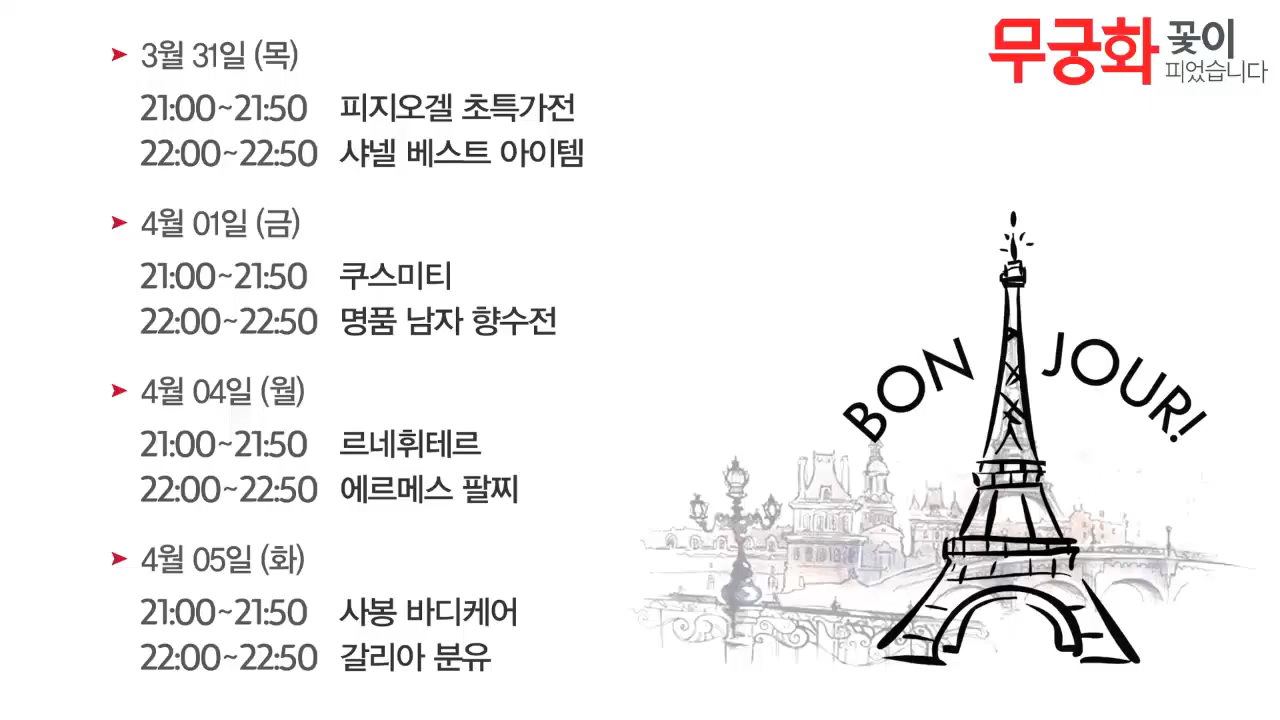 무궁화 꽃이
피었습니다
3월 31일 (목)
21:00~21:50 피지오겔 초특가전
22:00~22:50 샤넬 베스트 아이템
4월 01일 (금)
21:00~21:50 쿠스미티
22:00~22:50 명품 남자 향수전
4월 04일 (월)
21:00~21:50 르네휘테르
22:00~22:50 에르메스 팔찌
4월 05일 (화)
21:00~21:50 사봉 바디케어
22:00~22:50 갈리아 분유
BON JOUR!